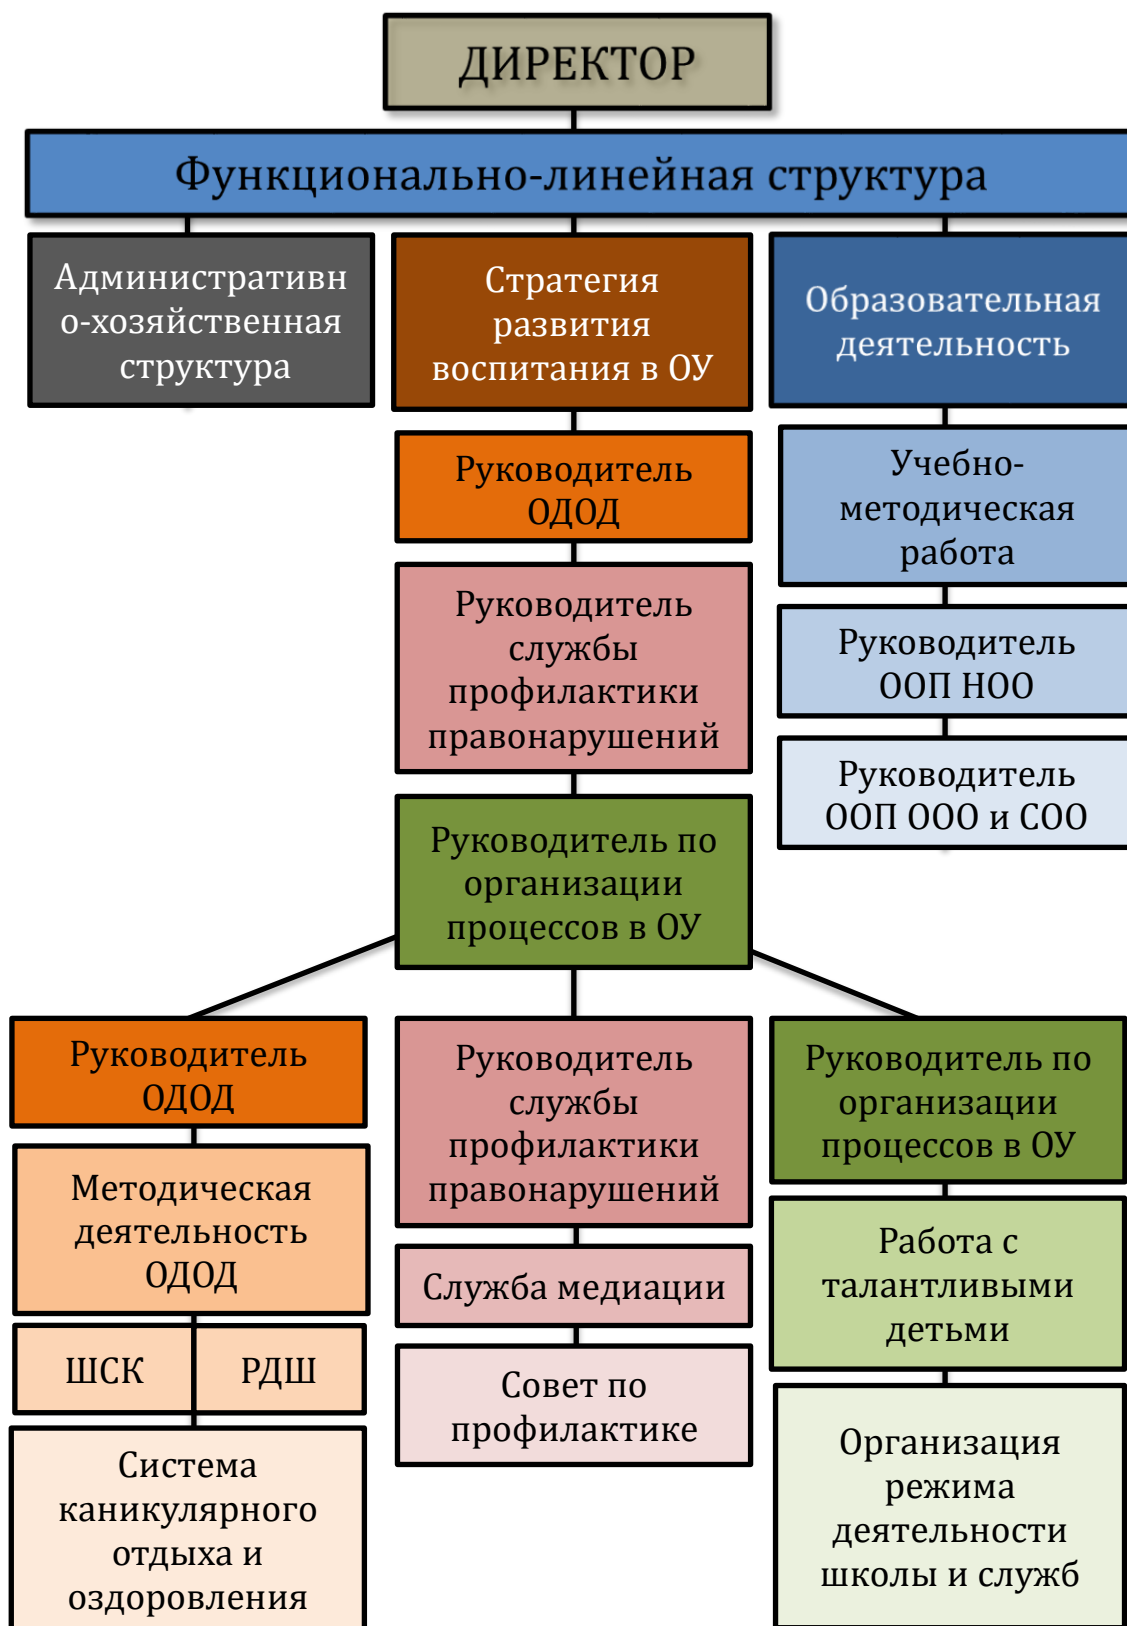 ДИРЕКТОР
Функционально-линейная структура
Административн
о-хозяйственная
структура
Стратегия
развития
воспитания в ОУ
Образовательная
деятельность
Руководитель
ОДОД
Учебно-
методическая
работа
Руководитель
службы
профилактики
правонарушений
Руководитель
ООП НОО
Руководитель
ООП ООО и СОО
Руководитель по
организации
процессов в ОУ
Руководитель
ОДОД
Методическая
деятельность
ОДОД
ШСК
РДШ
Система
каникулярного
отдыха и
оздоровления
Руководитель
службы
профилактики
правонарушений
Служба медиации
Совет по
профилактике
Руководитель по
организации
процессов в ОУ
Работа с
талантливыми
детьми
Организация
режима
деятельности
школы и служб